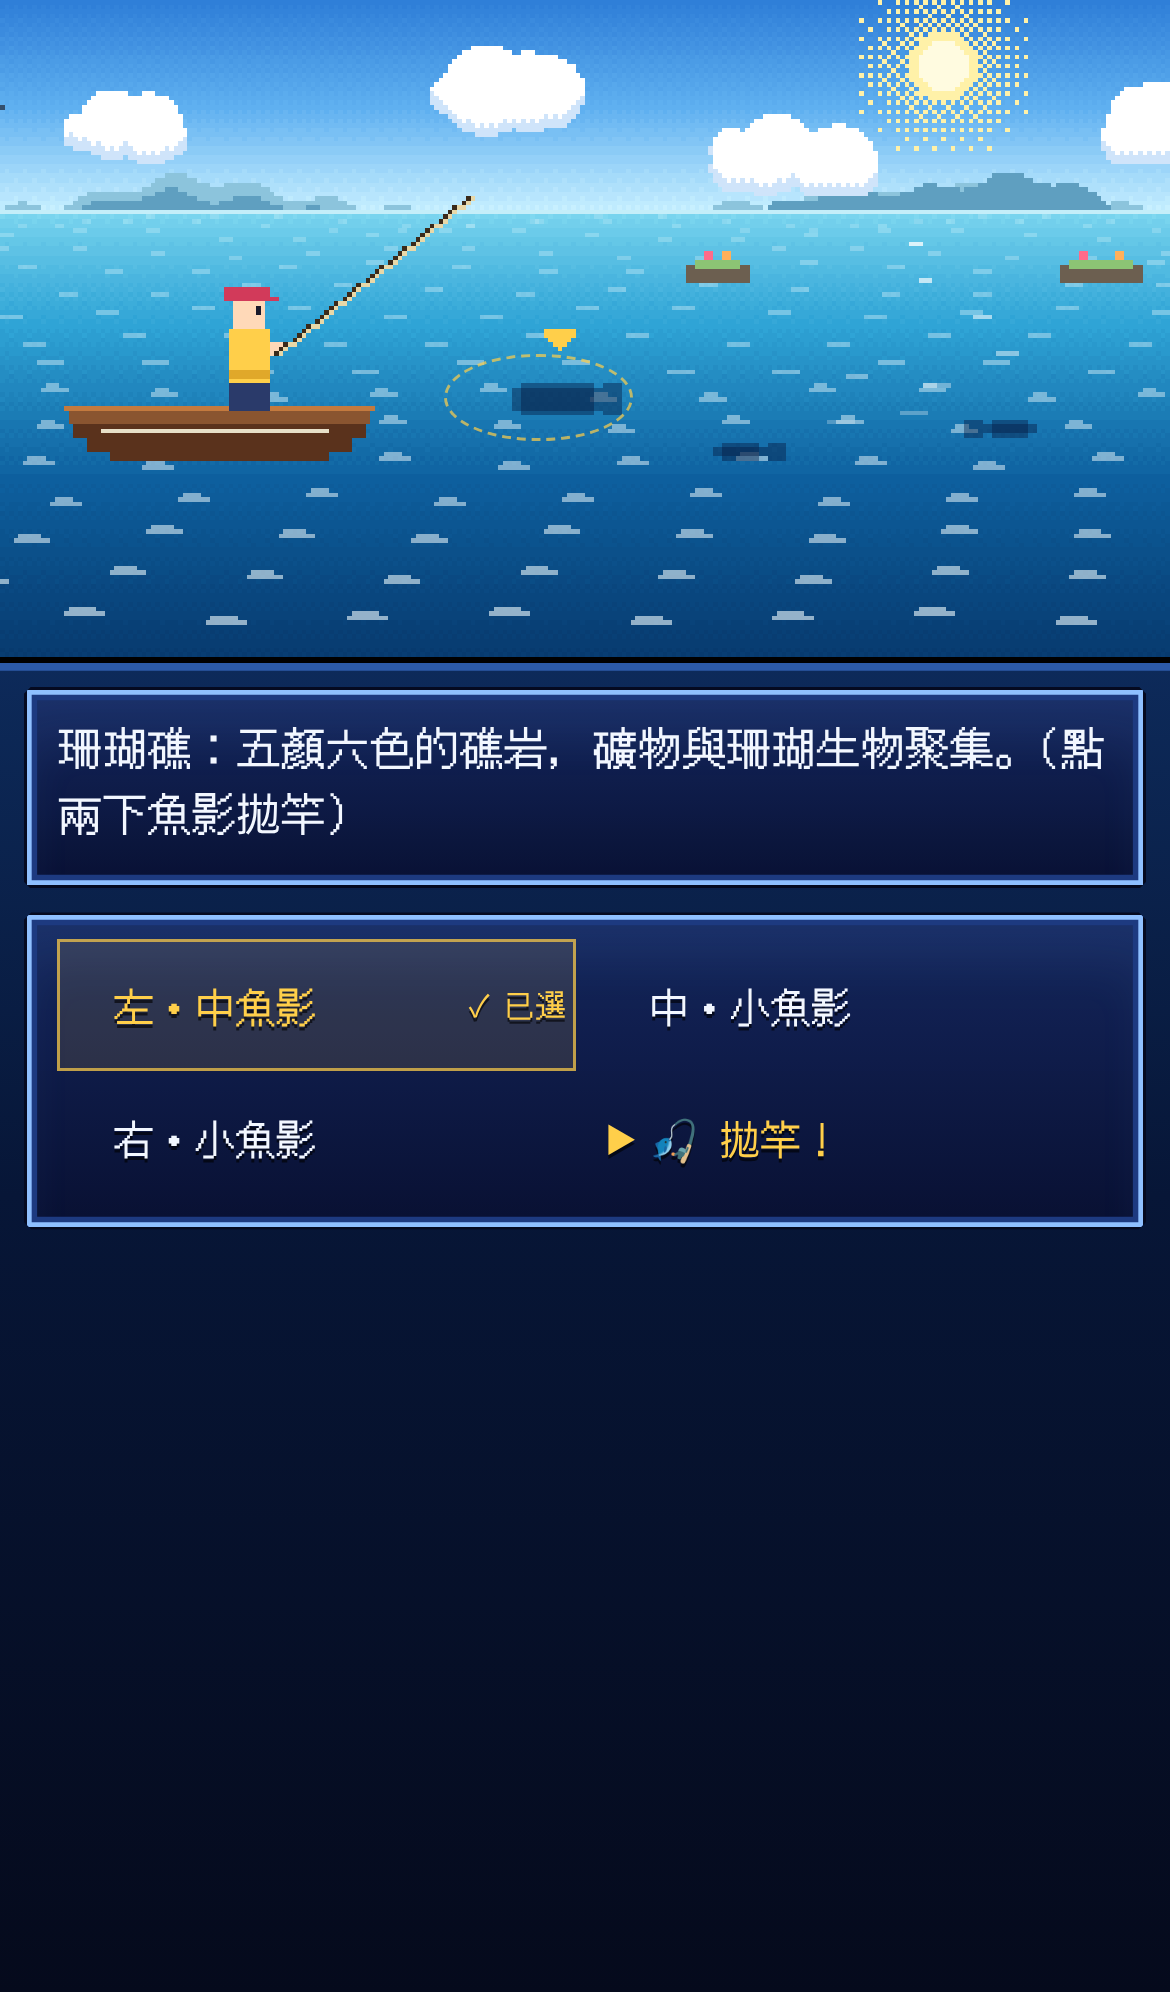 珊瑚礁：五顏六色的礁岩，礦物與珊瑚生物聚集。（點
兩下魚影拋竿）
左・中魚影 ✓ 已選
中・小魚影
右・小魚影
▶ 🎣 拋竿！